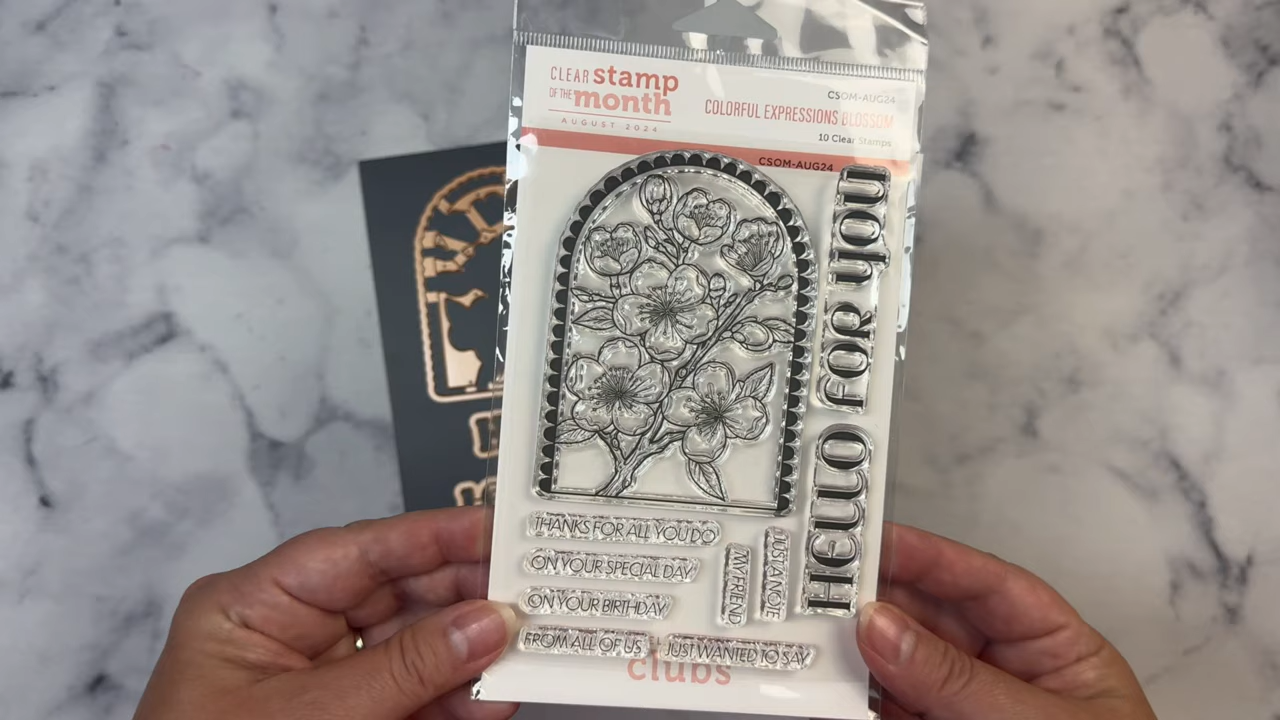 CLEAR stamp
OF THE month
AUGUST 2024
CSOM-AUG24
COLORFUL EXPRESSIONS BLOSSOM
10 Clear Stamps
CSOM-AUG24
HELLO FOR you
THANKS FOR ALL YOU DO
ON YOUR SPECIAL DAY
ON YOUR BIRTHDAY
MY FRIEND
JUST A NOTE
FROM ALL OF US
JUST WANTED TO SAY
clubs